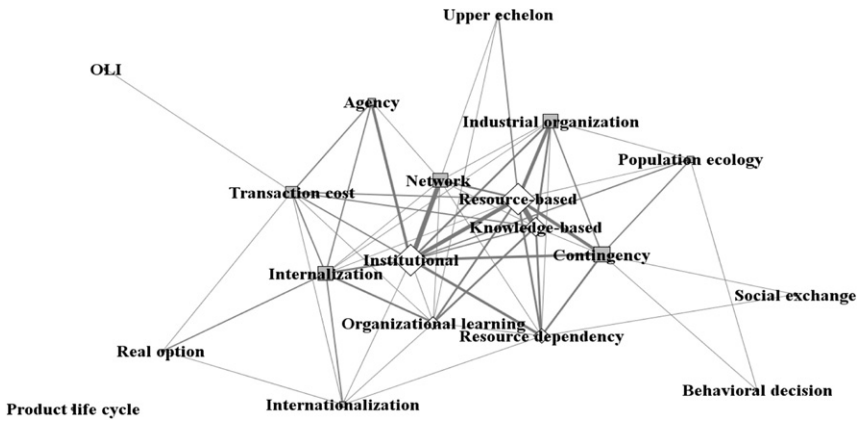 Upper echelon
OLI
Agency
Industrial organization
Population ecology
Network
Transaction cost
Resource-based
Knowledge-based
Contingency
Institutional
Internalization
Social exchange
Organizational learning
Resource dependency
Real option
Behavioral decision
Internationalization
Product life cycle